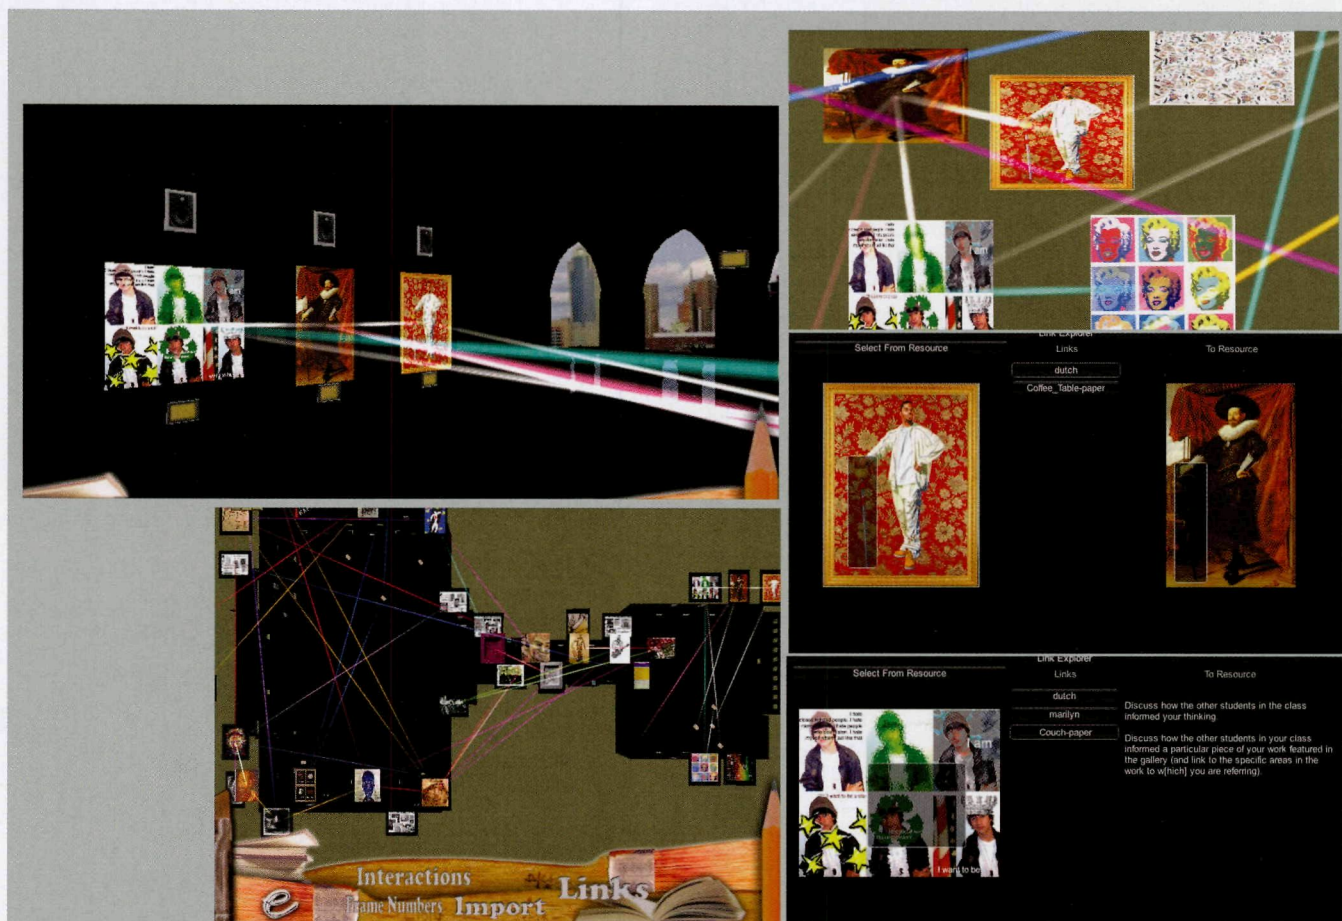 I am
Link Explorer
Select From Resource
Links
To Resource
dutch
Coffee_Table-paper
Link Explorer
Select From Resource
Links
To Resource
dutch
marilyn
Couch-paper
Discuss how the other students in the class
informed your thinking.
Discuss how the other students in your class
informed a particular piece of your work featured in
the gallery (and link to the specific areas in the
work to w[hich] you are referring).
I am
I want to be
Interactions
Links
e
Frame Numbers
Import